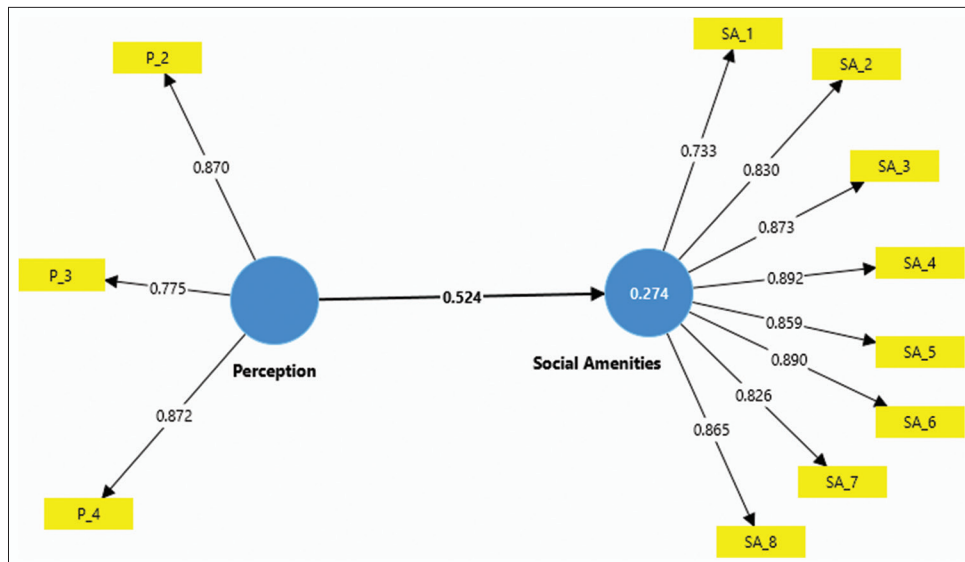 SA_1
P_2
SA_2
0.733
0.870
0.830
SA_3
0.873
P_3
SA_4
0.775
0.892
0.524
0.274
0.859
SA_5
Perception
Social Amenities
0.890
0.826
0.872
0.865
SA_6
SA_7
P_4
SA_8